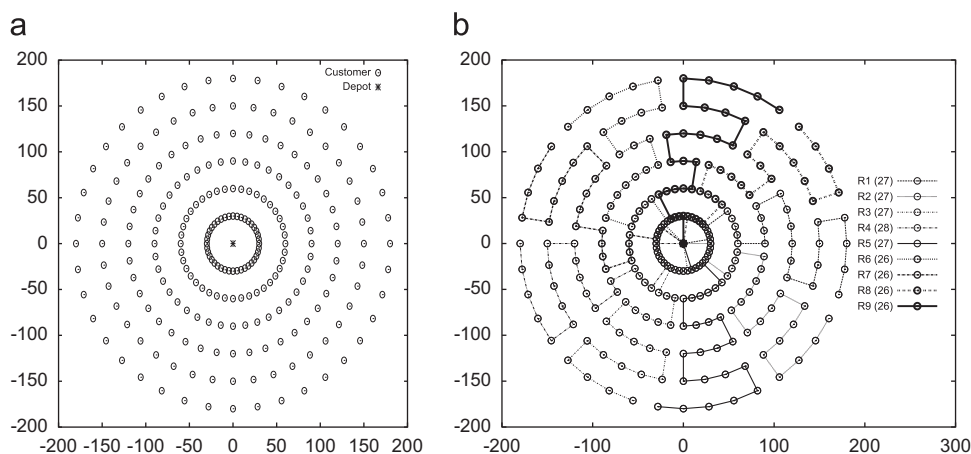 a
b
200
150
100
50
0
-50
-100
-150
-200
-200 -150 -100 -50 0 50 100 150 200
Customer
Depot
200
150
100
50
0
-50
-100
-150
-200
-200 -100 0 100 200 300
R1 (27)
R2 (27)
R3 (27)
R4 (28)
R5 (27)
R6 (26)
R7 (26)
R8 (26)
R9 (26)